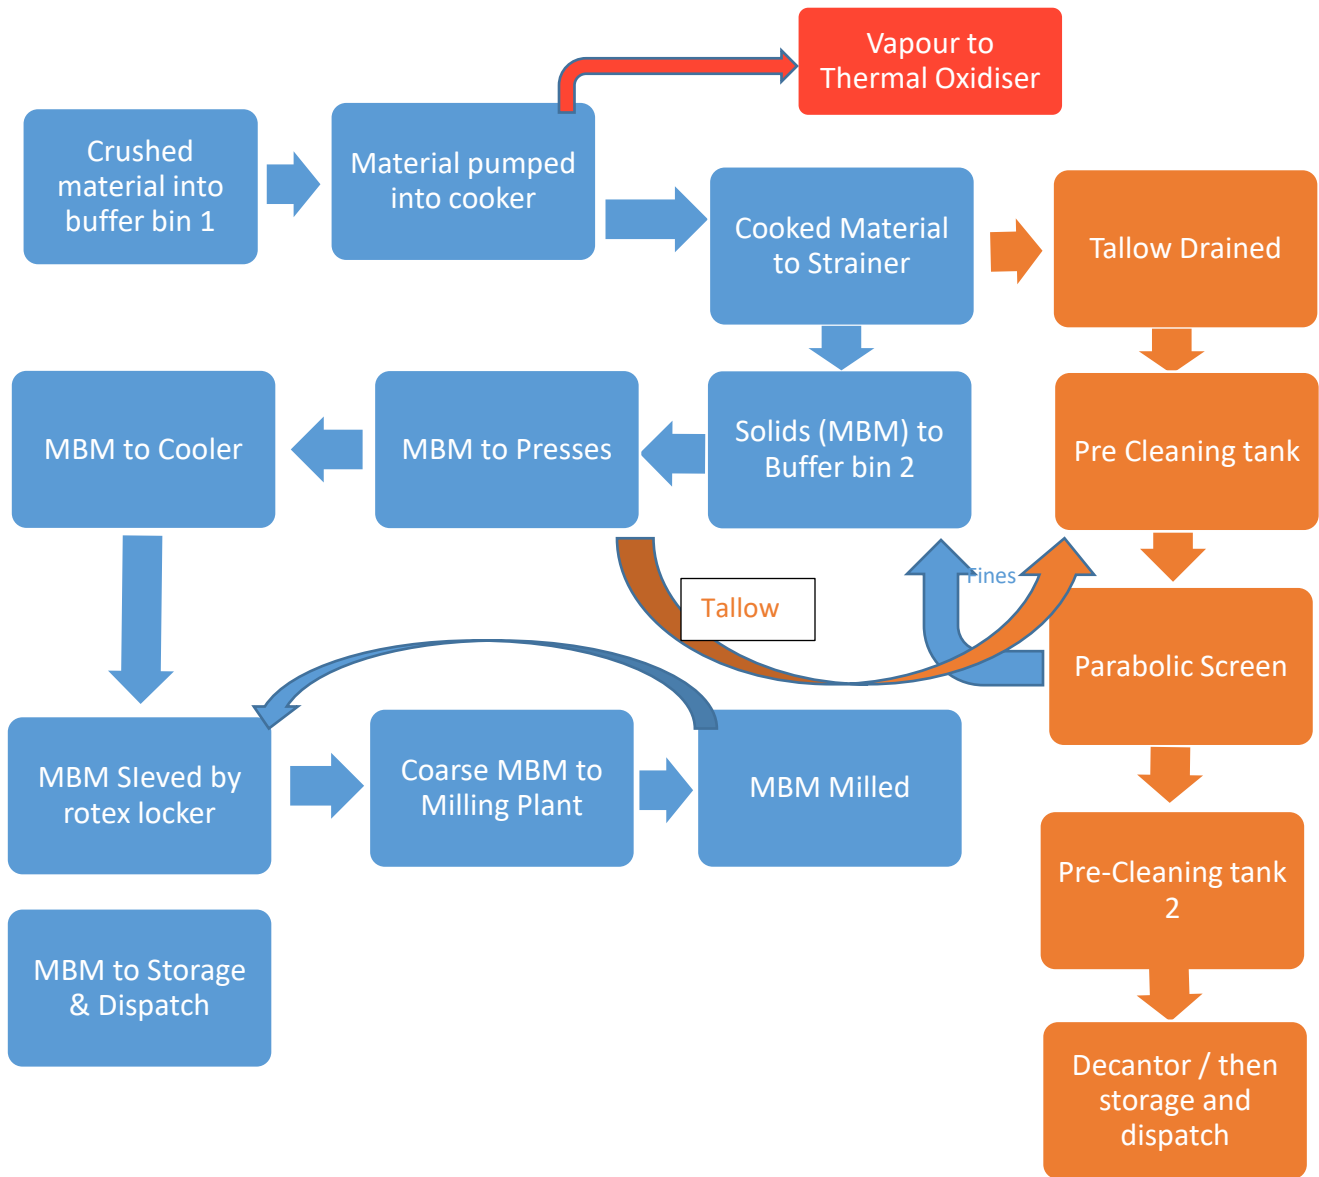 Vapour to
Thermal Oxidiser
Crushed
material into
buffer bin 1
Material pumped
into cooker
Cooked Material
to Strainer
Tallow Drained
MBM to Cooler
MBM to Presses
Solids (MBM) to
Buffer bin 2
Pre Cleaning tank
Fines
Tallow
Parabolic Screen
MBM SIeved by
rotex locker
Coarse MBM to
Milling Plant
MBM Milled
Pre-Cleaning tank
2
MBM to Storage
& Dispatch
Decantor / then
storage and
dispatch